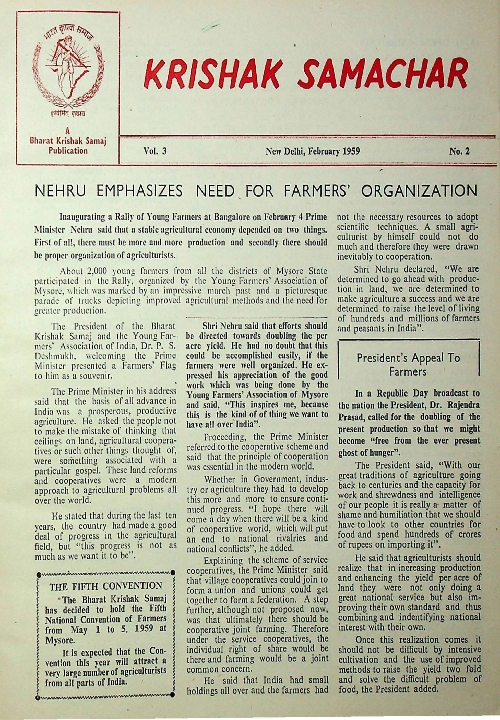 भारत कृषक समाज
कृषिमित् कृषस्व
A
Bharat Krishak Samaj
Publication
KRISHAK SAMACHAR
Vol. 3 New Delhi, February 1959 No. 2
NEHRU EMPHASIZES NEED FOR FARMERS' ORGANIZATION
Inaugurating a Rally of Young Farmers at Bangalore on February 4 Prime
Minister Nehru said that a stable agricultural economy depended on two things.
First of all, there must be more and more production and secondly there should
be proper organization of agriculturists.
About 2,000 young farmers from all the districts of Mysore State
participated in the Rally, organized by the Young Farmers' Association of
Mysore, which was marked by an impressive march past and a picturesque
parade of trucks depicting improved agricultural methods and the need for
greater production.
The President of the Bharat
Krishak Samaj and the Young Far-
mers' Association of India, Dr. P. S.
Deshmukh, welcoming the Prime
Minister presented a Farmers' Flag
to him as a souvenir.
The Prime Minister in his address
said that the basis of all advance in
India was a prosperous, productive
agriculture. He asked the people not
to make the mistake of thinking that
ceilings on land, agricultural coopera-
tives or such other things thought of,
were something associated with a
particular gospel. These land reforms
and cooperatives were a modern
approach to agricultural problems all
over the world.
He stated that during the last ten
years, the country had made a good
deal of progress in the agricultural
field, but "this progress is not as
much as we want it to be".
THE FIFTH CONVENTION
"The Bharat Krishak Samaj
has decided to hold the Fifth
National Convention of Farmers
from May 1 to 5, 1959 at
Mysore.
It is expected that the Con-
vention this year will attract a
very large number of agriculturists
from all parts of India.
Shri Nehru said that efforts should
be directed towards doubling the per
acre yield. He had no doubt that this
could be accomplished easily, if the
farmers were well organized. He ex-
pressed his appreciation of the good
work which was being done by the
Young Farmers' Association of Mysore
and said, "This inspires me, because
this is the kind of of thing we want to
have all over India".
Proceeding, the Prime Minister
referred to the cooperative scheme and
said that the principle of cooperation
was essential in the modern world.
Whether in Government, indus-
try or agriculture they had to develop
this more and more to ensure conti-
nued progress. "I hope there will
come a day when there will be a kind
of cooperative world, which will put
an end to national rivalries and
national conflicts", he added.
Explaining the scheme of service
cooperatives, the Prime Minister said
that village cooperatives could join to
form a union and unions could get
together to form a federation. A step
further, although not proposed now,
was that ultimately there should be
cooperative joint farming. Therefore
under the service cooperatives, the
individual right of share would be
there and farming would be a joint
common concern.
He said that India had small
holdings all over and the farmers had
not the necessary resources to adopt
scientific techniques. A small agri-
culturist by himself could not do
much and therefore they were drawn
inevitably to cooperation.
Shri Nehru declared, "We are
determined to go ahead with produc-
tion in land, we are determined to
make agriculture a success and we are
determined to raise the level of living
of hundreds and millions of farmers
and peasants in India".
President's Appeal To
Farmers
In a Republic Day broadcast to
the nation the President, Dr. Rajendra
Prasad, called for the doubling of the
present production so that we might
become "free from the ever present
ghost of hunger".
The President said, "With our
great traditions of agriculture going
back to centuries and the capacity for
work and shrewdness and intelligence
of our people it is really a matter of
shame and humiliation that we should
have to look to other countries for
food and spend hundreds of crores
of rupees on importing it".
He said that agriculturists should
realize that in increasing production
and enhancing the yield per acre of
land they were not only doing a
great national service but also im-
proving their own standard and thus
combining and indentifying national
interest with their own.
Once this realization comes it
should not be difficult by intensive
cultivation and the use of improved
methods to raise the yield two fold
and solve the difficult problem of
food, the President added.